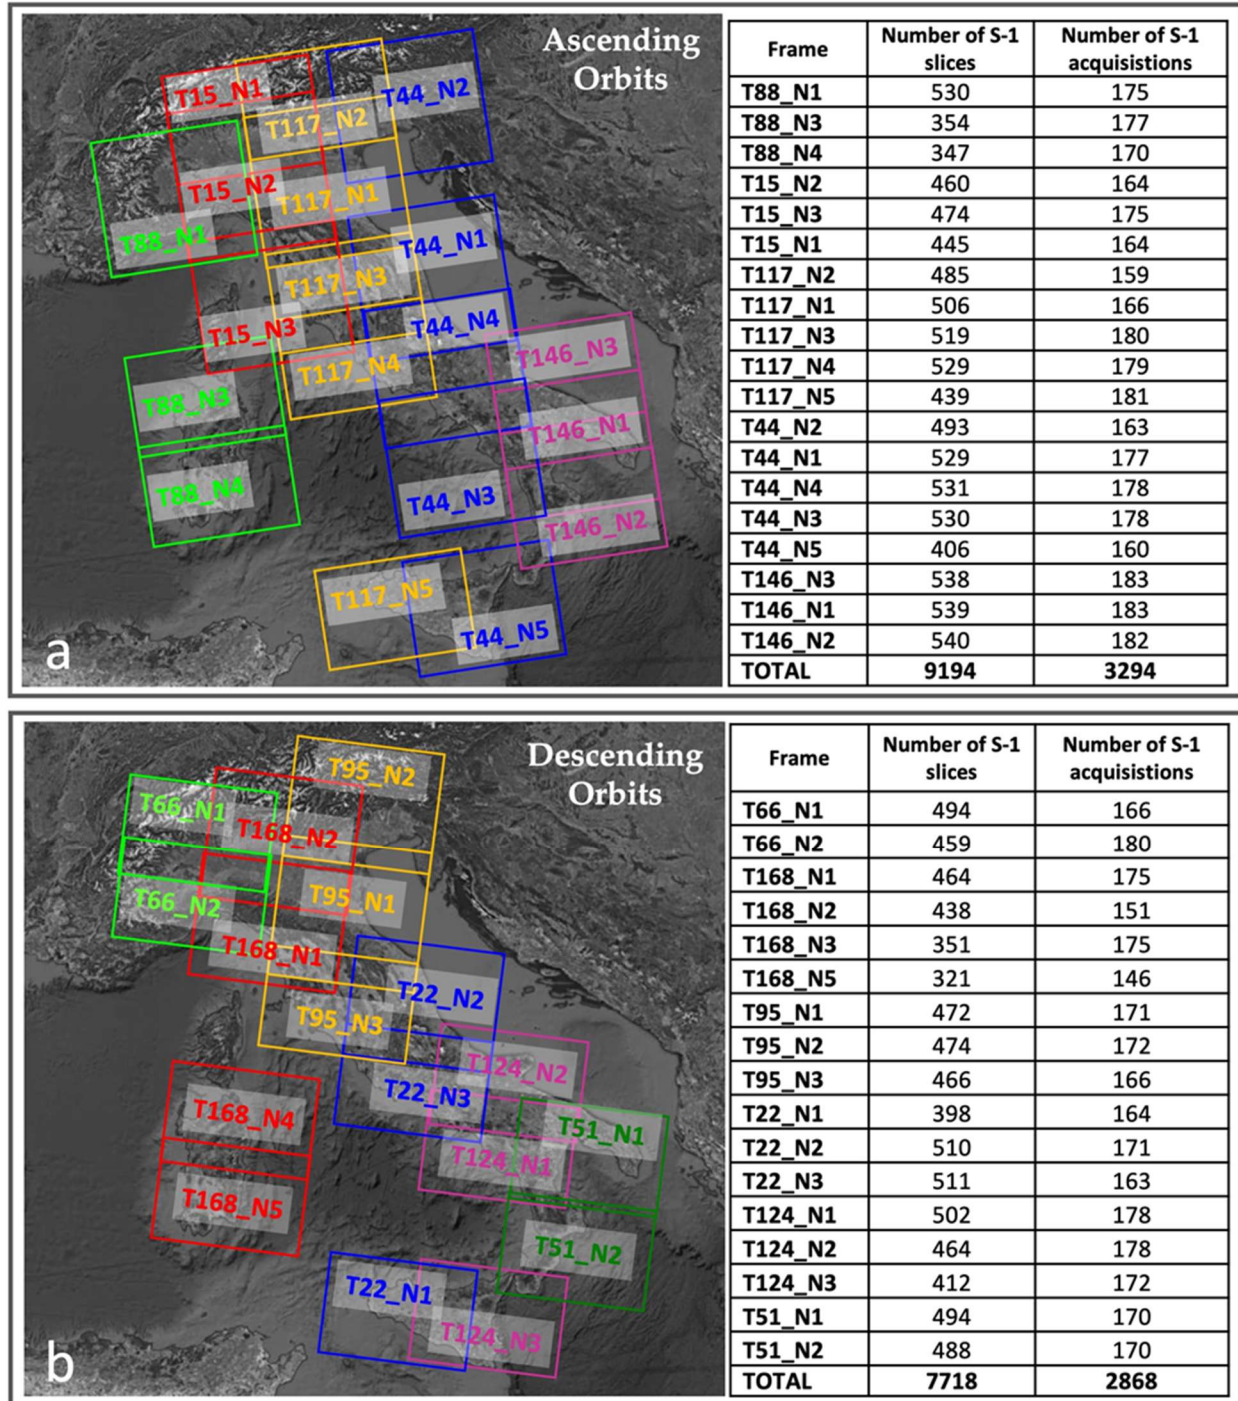 Ascending
Orbits
T15_N1
T44_N2
T117_N2
T15_N2
T117_N1
T88_N1
T44_N1
T117_N3
T15_N3
T44_N4
T146_N3
T117_N4
T88_N3
T146_N1
T88_N4
T44_N3
T146_N2
T117_N5
T44_N5
a
Frame Number of S-1 slices Number of S-1 acquisistions
T88_N1 530 175
T88_N3 354 177
T88_N4 347 170
T15_N2 460 164
T15_N3 474 175
T15_N1 445 164
T117_N2 485 159
T117_N1 506 166
T117_N3 519 180
T117_N4 529 179
T117_N5 439 181
T44_N2 493 163
T44_N1 529 177
T44_N4 531 178
T44_N3 530 178
T44_N5 406 160
T146_N3 538 183
T146_N1 539 183
T146_N2 540 182
TOTAL 9194 3294
Descending
Orbits
T95_N2
T66_N1
T168_N2
T95_N1
T66_N2
T168_N1
T22_N2
T95_N3
T124_N2
T22_N3
T168_N4
T51_N1
T124_N1
T168_N5
T51_N2
T22_N1
T124_N3
b
Frame Number of S-1 slices Number of S-1 acquisistions
T66_N1 494 166
T66_N2 459 180
T168_N1 464 175
T168_N2 438 151
T168_N3 351 175
T168_N5 321 146
T95_N1 472 171
T95_N2 474 172
T95_N3 466 166
T22_N1 398 164
T22_N2 510 171
T22_N3 511 163
T124_N1 502 178
T124_N2 464 178
T124_N3 412 172
T51_N1 494 170
T51_N2 488 170
TOTAL 7718 2868